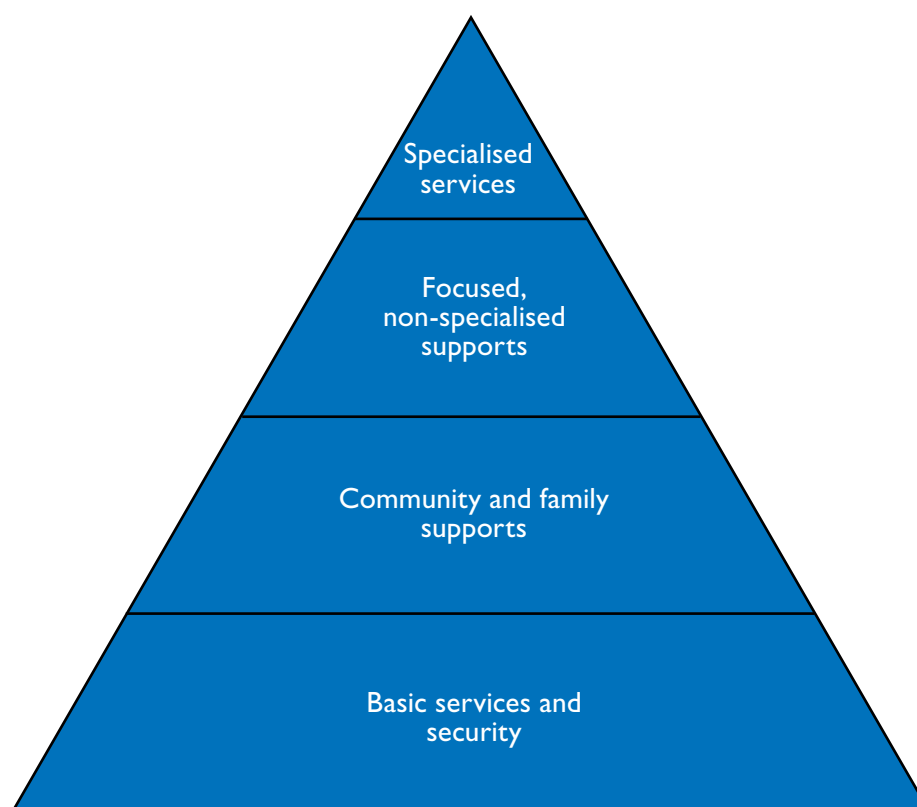 Specialised
services
Focused,
non-specialised
supports
Community and family
supports
Basic services and
security